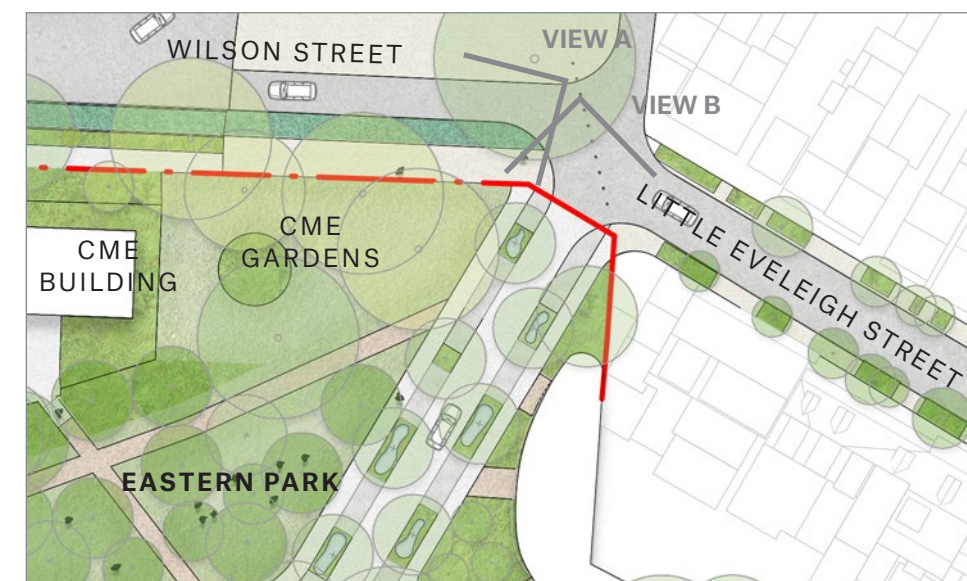 VIEW A
WILSON STREET
VIEW B
LITTLE EVELEIGH STREET
CME
GARDENS
CME
BUILDING
EASTERN PARK